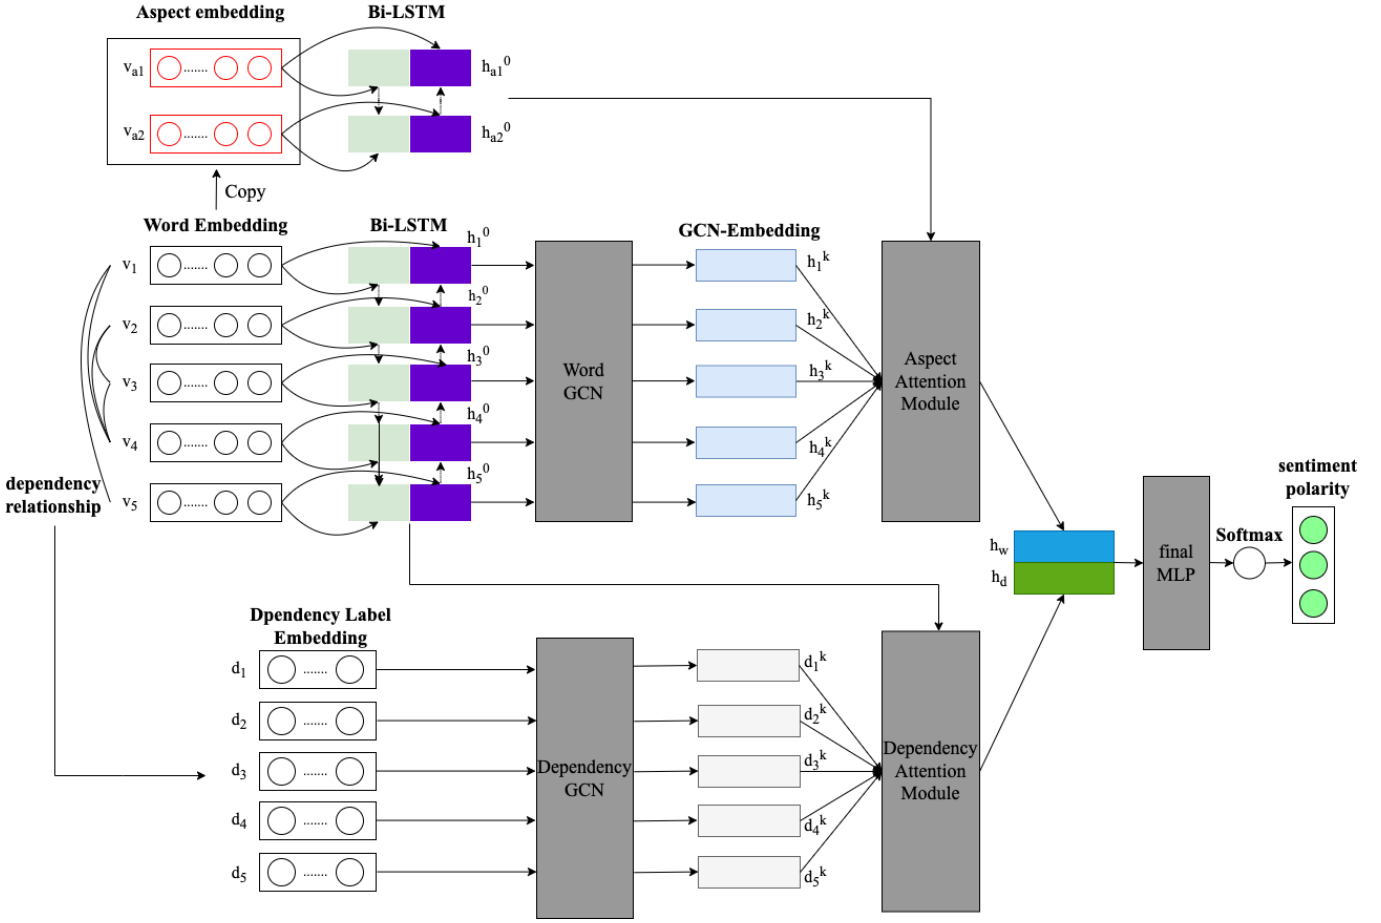 Aspect embedding
Bi-LSTM
va1 ....... ha1^0
va2 ....... ha2^0
Copy
Word Embedding
Bi-LSTM
GCN-Embedding
v1 ....... h1^0
v2 ....... h2^0
v3 ....... h3^0
v4 ....... h4^0
v5 ....... h5^0
Word
GCN
h1^k
h2^k
h3^k
h4^k
h5^k
Aspect
Attention
Module
dependency
relationship
Dpendency Label
Embedding
d1 .......
d2 .......
d3 .......
d4 .......
d5 .......
Dependency
GCN
d1^k
d2^k
d3^k
d4^k
d5^k
Dependency
Attention
Module
hw
hd
final
MLP
Softmax
sentiment
polarity